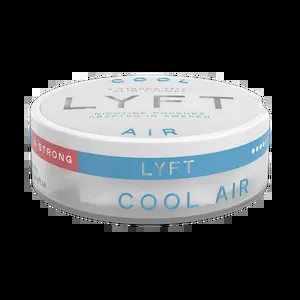 COOL
LYFT
NICOTINE POUCHES
CRAFTED IN SWEDEN
AIR
STRONG
LYFT
COOL AIR